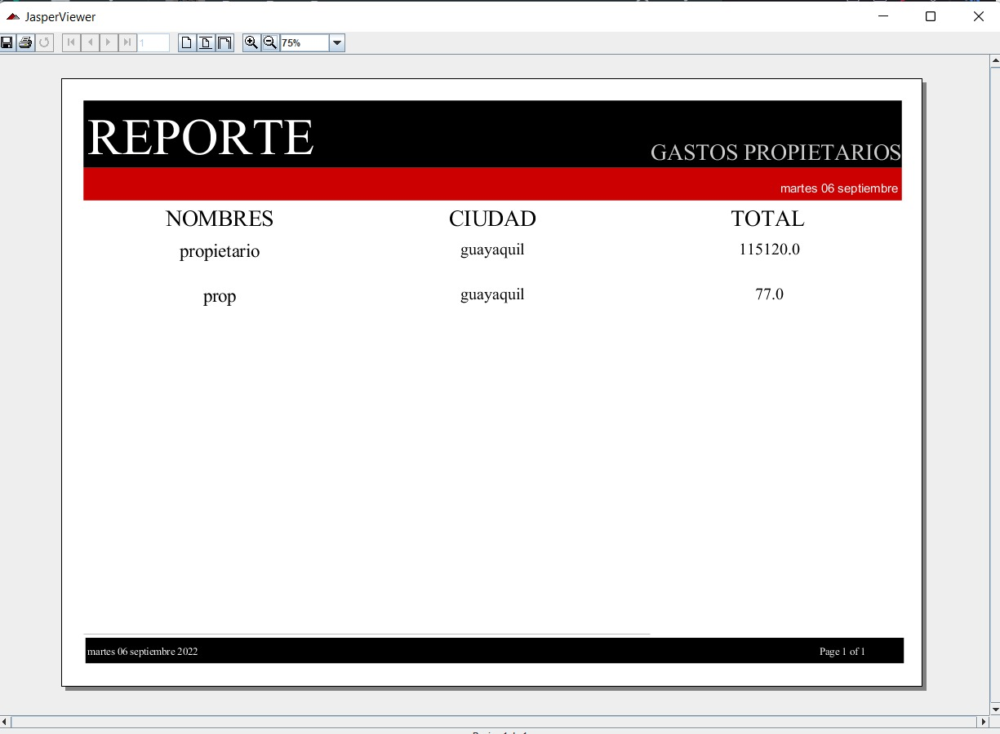 JasperViewer
1
75%
REPORTE
GASTOS PROPIETARIOS
martes 06 septiembre
NOMBRES CIUDAD TOTAL
propietario guayaquil 115120.0
prop guayaquil 77.0
martes 06 septiembre 2022 Page 1 of 1